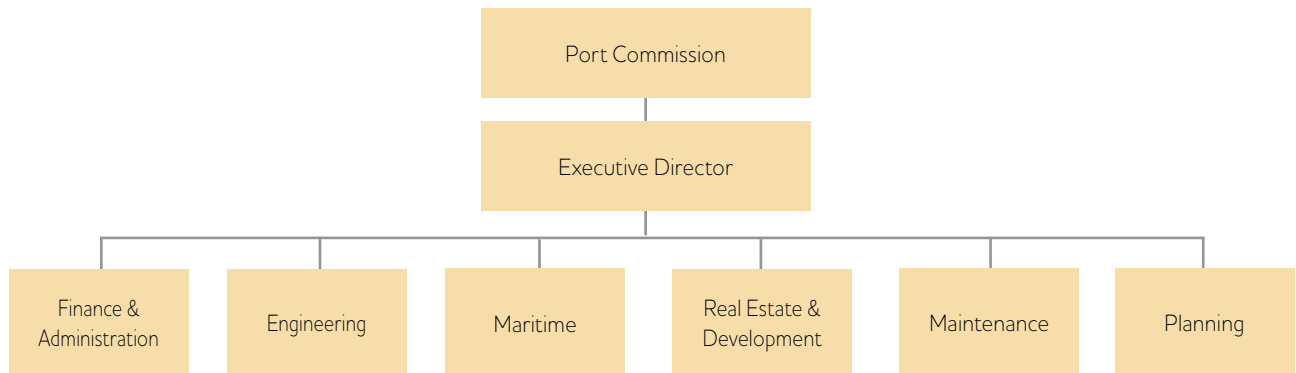 Port Commission
Executive Director
Finance &
Administration
Engineering
Maritime
Real Estate &
Development
Maintenance
Planning